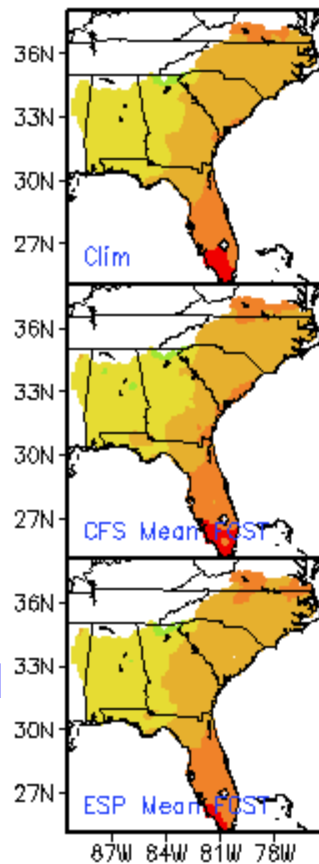 36N
33N
30N
27N
Clim
36N
33N
30N
27N
CFS Mean FCST
36N
33N
30N
27N
ESP Mean FCST
87W 84W 81W 78W